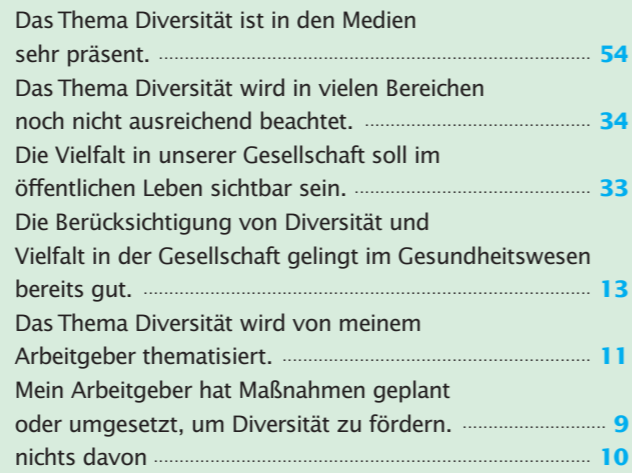 Das Thema Diversität ist in den Medien
sehr präsent. 54
Das Thema Diversität wird in vielen Bereichen
noch nicht ausreichend beachtet. 34
Die Vielfalt in unserer Gesellschaft soll im
öffentlichen Leben sichtbar sein. 33
Die Berücksichtigung von Diversität und
Vielfalt in der Gesellschaft gelingt im Gesundheitswesen
bereits gut. 13
Das Thema Diversität wird von meinem
Arbeitgeber thematisiert. 11
Mein Arbeitgeber hat Maßnahmen geplant
oder umgesetzt, um Diversität zu fördern. 9
nichts davon 10